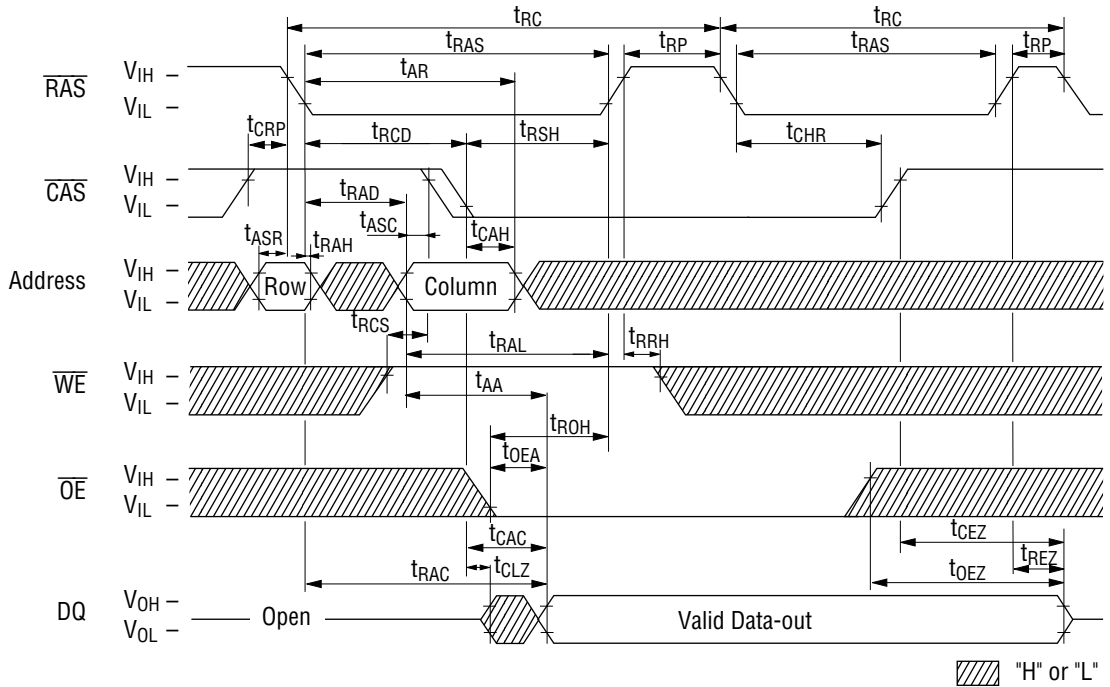 tRC tRC
tRAS tRP tRAS tRP
tAR
RAS VIH –
VIL –
tCRP tRCD tRSH tCHR
CAS VIH –
VIL –
tRAD
tASC tCAH
tASR tRAH
Address VIH –
VIL –
Row Column
tRCS tRAL tRRH
WE VIH –
VIL –
tAA
tROH
tOEA
OE VIH –
VIL –
tCAC tCEZ
tRAC tCLZ tREZ
tOEZ
DQ VOH –
VOL –
Open Valid Data-out
"H" or "L"